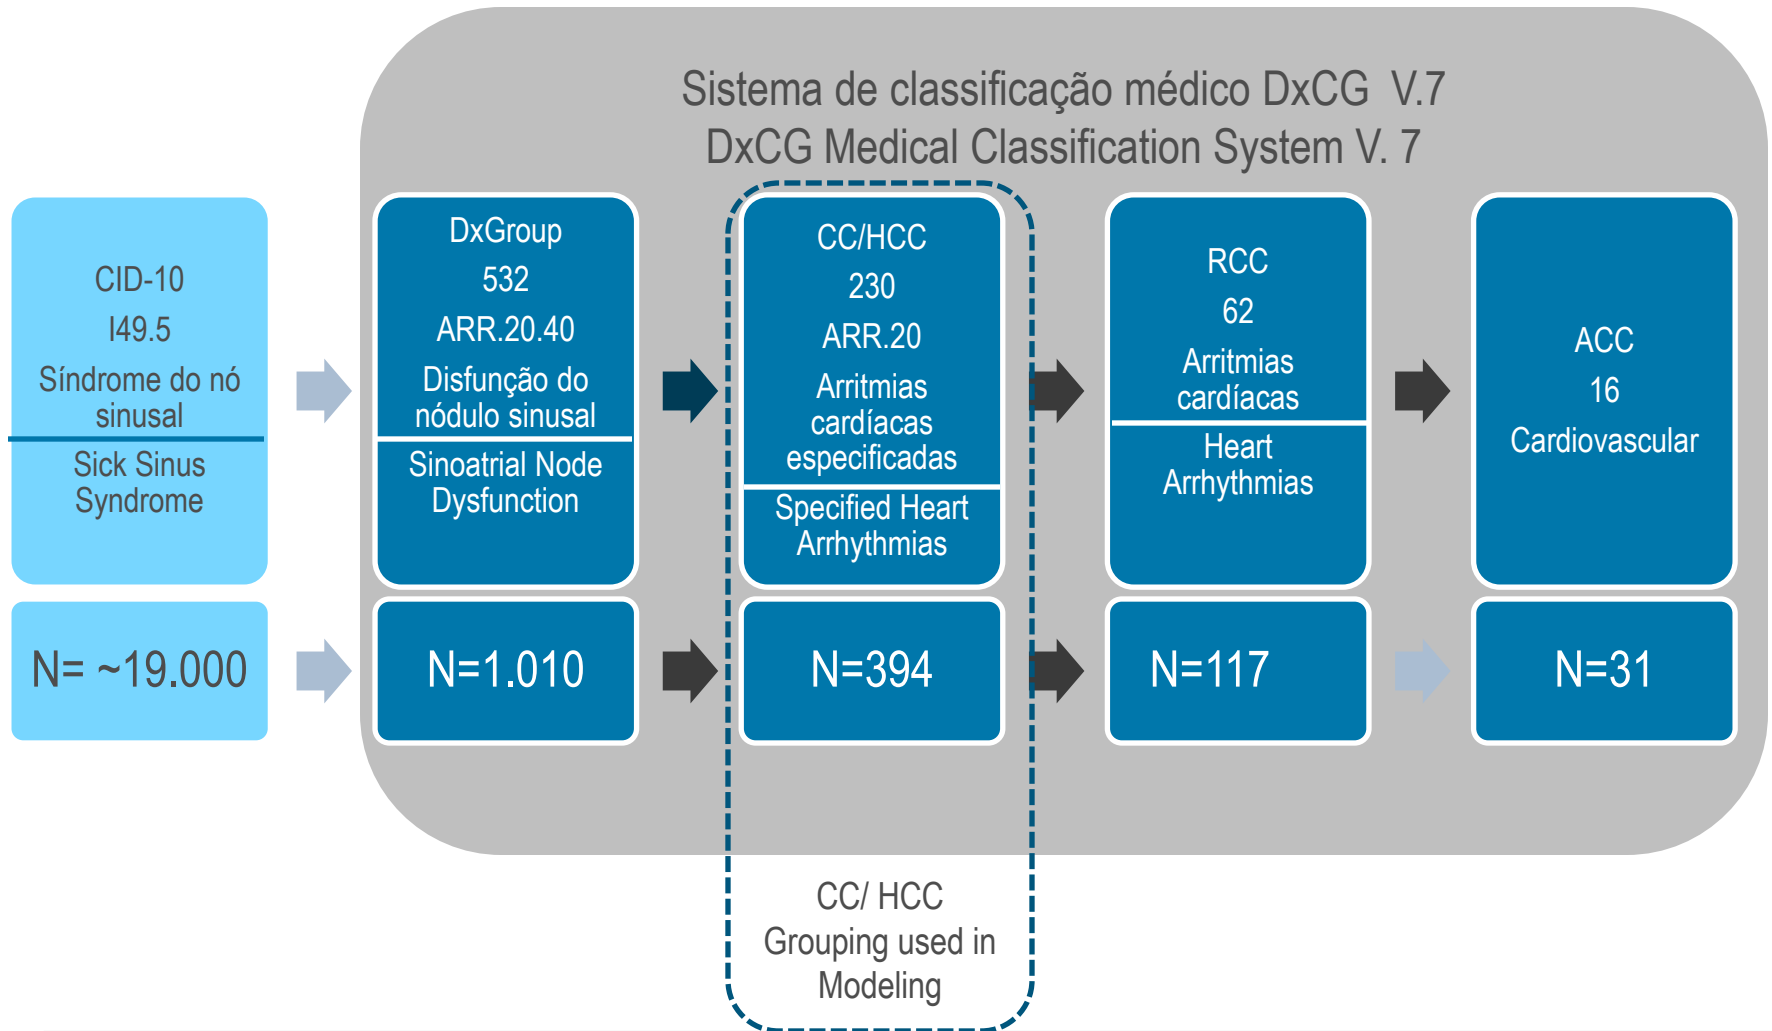 Sistema de classificação médico DxCG V.7
DxCG Medical Classification System V. 7
CID-10
I49.5
Síndrome do nó
sinusal
Sick Sinus
Syndrome
DxGroup
532
ARR.20.40
Disfunção do
nódulo sinusal
Sinoatrial Node
Dysfunction
CC/HCC
230
ARR.20
Arritmias
cardíacas
especificadas
Specified Heart
Arrhythmias
RCC
62
Arritmias
cardíacas
Heart
Arrhythmias
ACC
16
Cardiovascular
N= ~19.000
N=1.010
N=394
N=117
N=31
CC/ HCC
Grouping used in
Modeling